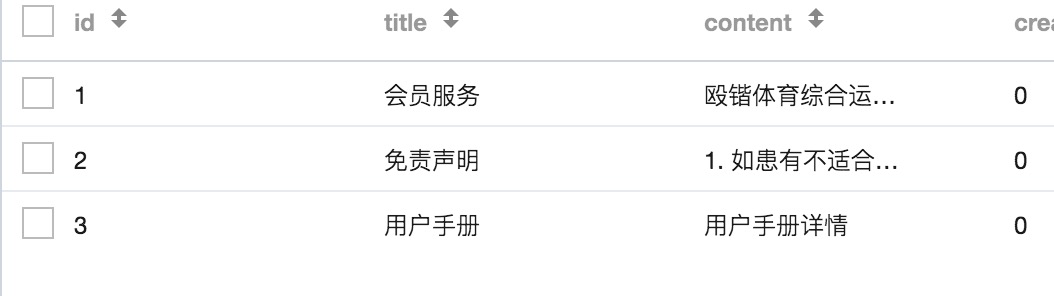 id title content crea
1 会员服务 殴锴体育综合运... 0
2 免责声明 1. 如患有不适合... 0
3 用户手册 用户手册详情 0